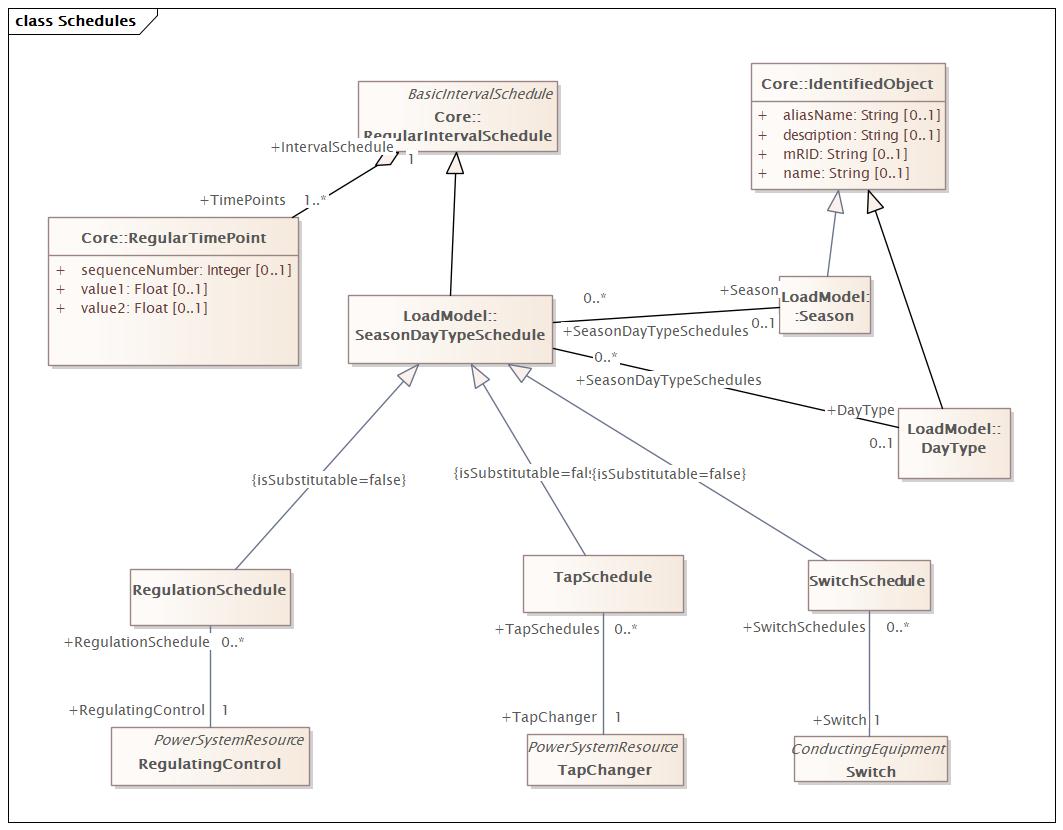 class Schedules
BasicIntervalSchedule
Core::
RegularIntervalSchedule
+IntervalSchedule
1
+TimePoints 1..*
Core::RegularTimePoint
+ sequenceNumber: Integer [0..1]
+ value1: Float [0..1]
+ value2: Float [0..1]
Core::IdentifiedObject
+ aliasName: String [0..1]
+ description: String [0..1]
+ mRID: String [0..1]
+ name: String [0..1]
LoadModel::
SeasonDayTypeSchedule
0..*
+SeasonDayTypeSchedules
+Season
0..1
LoadModel:
:Season
0..*
+SeasonDayTypeSchedules
+DayType
0..1
LoadModel::
DayType
{isSubstitutable=false}
{isSubstitutable=fals
{isSubstitutable=false}
RegulationSchedule
+RegulationSchedule 0..*
+RegulatingControl 1
PowerSystemResource
RegulatingControl
TapSchedule
+TapSchedules 0..*
+TapChanger 1
PowerSystemResource
TapChanger
SwitchSchedule
+SwitchSchedules 0..*
+Switch 1
ConductingEquipment
Switch